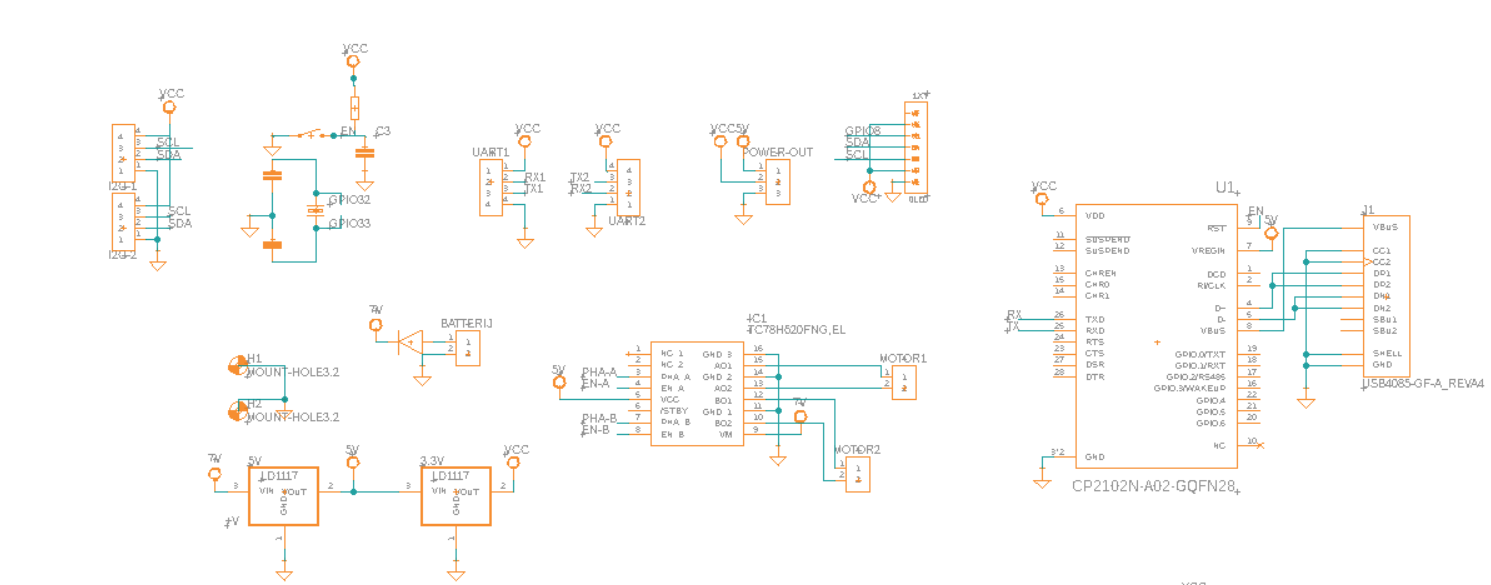 VCC
VCC
EN
C3
4
3
2
1
SCL
SDA
I2C-1
4
3
2
1
SCL
SDA
I2C-2
GPIO32
GPIO33
VCC
UART1
1
2
3
4
RX1
TX1
VCC
TX2
RX2
4
3
2
1
UART2
VCC 5V
POWER-OUT
1
2
3
GPIO8
SDA
SCL
VCC
OLED
7V
BATTERIJ
1
2
H1
MOUNT-HOLE3.2
H2
MOUNT-HOLE3.2
IC1
TC78H620FNG,EL
5V
PHA-A
EN-A
PHA-B
EN-B
1 NC 1 GND 3 16
2 NC 2 AO1 15
3 PHA A GND 2 14
4 EN A AO2 13
5 VCC BO1 12
6 /STBY GND 1 11
7 PHA B BO2 10
8 EN B VM 9
7V
MOTOR1
1
2
MOTOR2
1
2
7V
5V
LD1117
3 VIN VOUT 2
GND
1
+V
5V
3.3V
LD1117
3 VIN VOUT 2
GND
1
VCC
U1
VCC
6 VDD
11 SUSPEND
12 SUSPEND
13 CHREN
15 CHR0
14 CHR1
RX
TX
26 TXD
25 RXD
24 RTS
23 CTS
27 DSR
28 DTR
3*2 GND
EN
5V
RST 9
VREGIN 7
DCD 1
RI/CLK 2
D- 4
D- 5
VBUS 8
GPIO.0/TXT 19
GPIO.1/RXT 18
GPIO.2/RS485 17
GPIO.3/WAKEUP 16
GPIO.4 22
GPIO.5 21
GPIO.6 20
NC 10
CP2102N-A02-GQFN28
J1
VBUS
CC1
CC2
DP1
DP2
DN1
DN2
SBU1
SBU2
SHELL
GND
USB4085-GF-A_REVA4